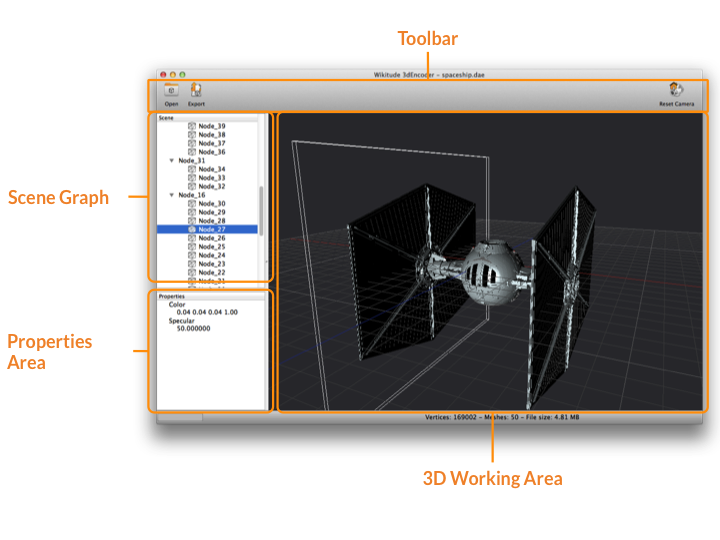 Toolbar
Wikitude 3dEncoder - spaceship.dae
Open
Export
Reset Camera
Scene
Node_39
Node_38
Node_37
Node_36
Node_31
Node_34
Node_33
Node_32
Node_16
Node_30
Node_29
Node_28
Node_27
Node_26
Node_25
Node_24
Node_23
Node_22
Node_21
Scene Graph
Properties
Color
0.04 0.04 0.04 1.00
Specular
50.000000
Properties
Area
Vertices: 169002 - Meshes: 50 - File size: 4.81 MB
3D Working Area